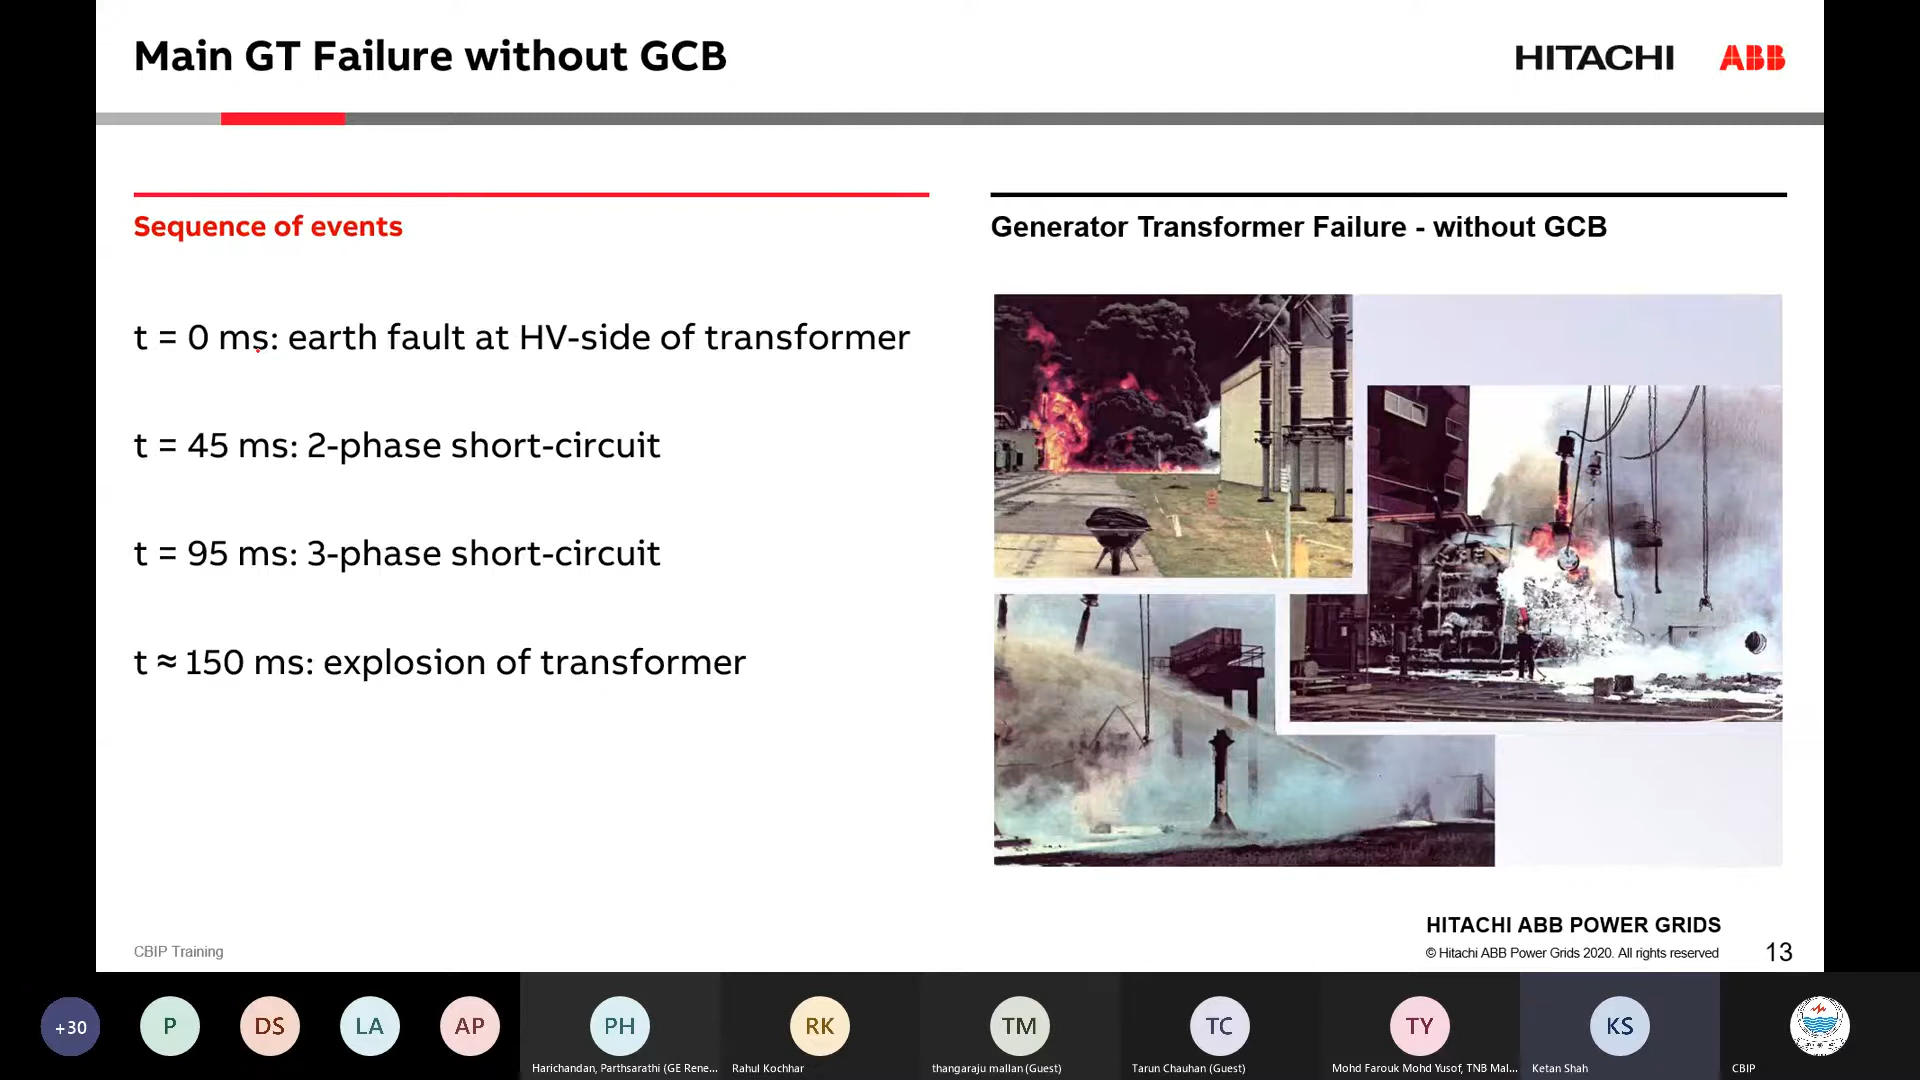 Main GT Failure without GCB
HITACHI ABB
Sequence of events
t = 0 ms: earth fault at HV-side of transformer
t = 45 ms: 2-phase short-circuit
t = 95 ms: 3-phase short-circuit
t ≈ 150 ms: explosion of transformer
Generator Transformer Failure - without GCB
HITACHI ABB POWER GRIDS
CBIP Training
© Hitachi ABB Power Grids 2020. All rights reserved
13
+30
P
DS
LA
AP
PH
RK
TM
TC
TY
KS
Harichandan, Parthsarathi (GE Rene...
Rahul Kochhar
thangaraju mallan (Guest)
Tarun Chauhan (Guest)
Mohd Farouk Mohd Yusof, TNB Mal...
Ketan Shah
CBIP